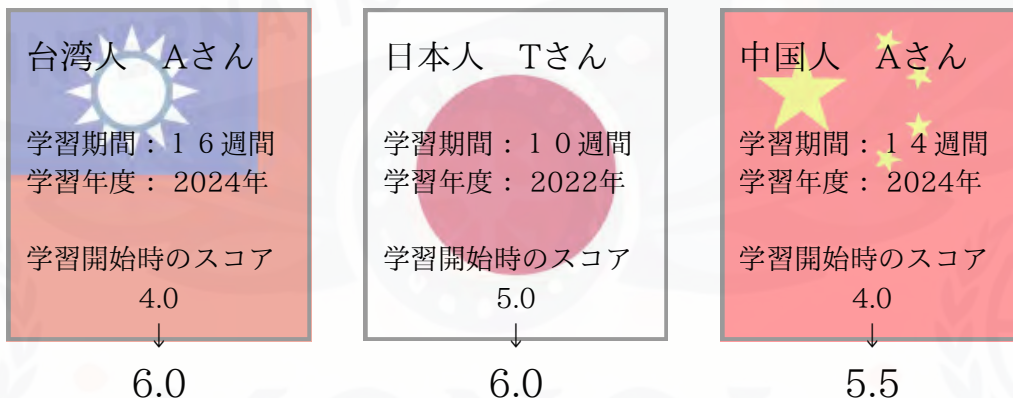 台湾人　Aさん
学習期間：１６週間
学習年度： 2024年
学習開始時のスコア
4.0
↓
6.0
日本人　Tさん
学習期間：１０週間
学習年度： 2022年
学習開始時のスコア
5.0
↓
6.0
中国人　Aさん
学習期間：１４週間
学習年度： 2024年
学習開始時のスコア
4.0
↓
5.5